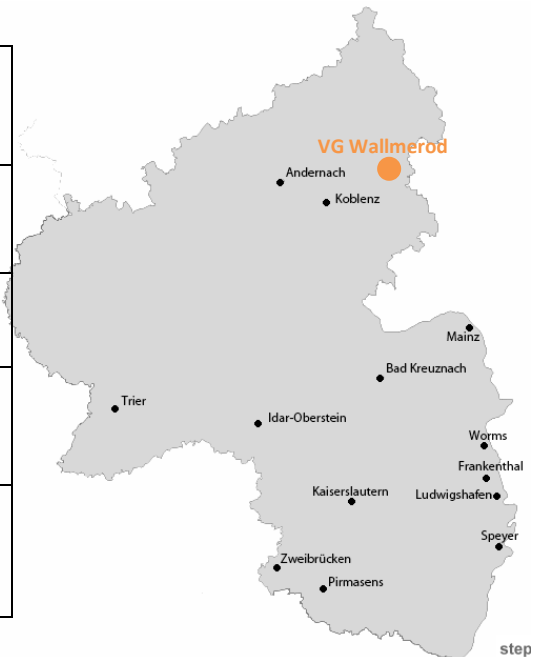 VG Wallmerod
Andernach
Koblenz
Mainz
Bad Kreuznach
Trier
Idar-Oberstein
Worms
Frankenthal
Kaiserslautern
Ludwigshafen
Speyer
Zweibrücken
Pirmasens
step